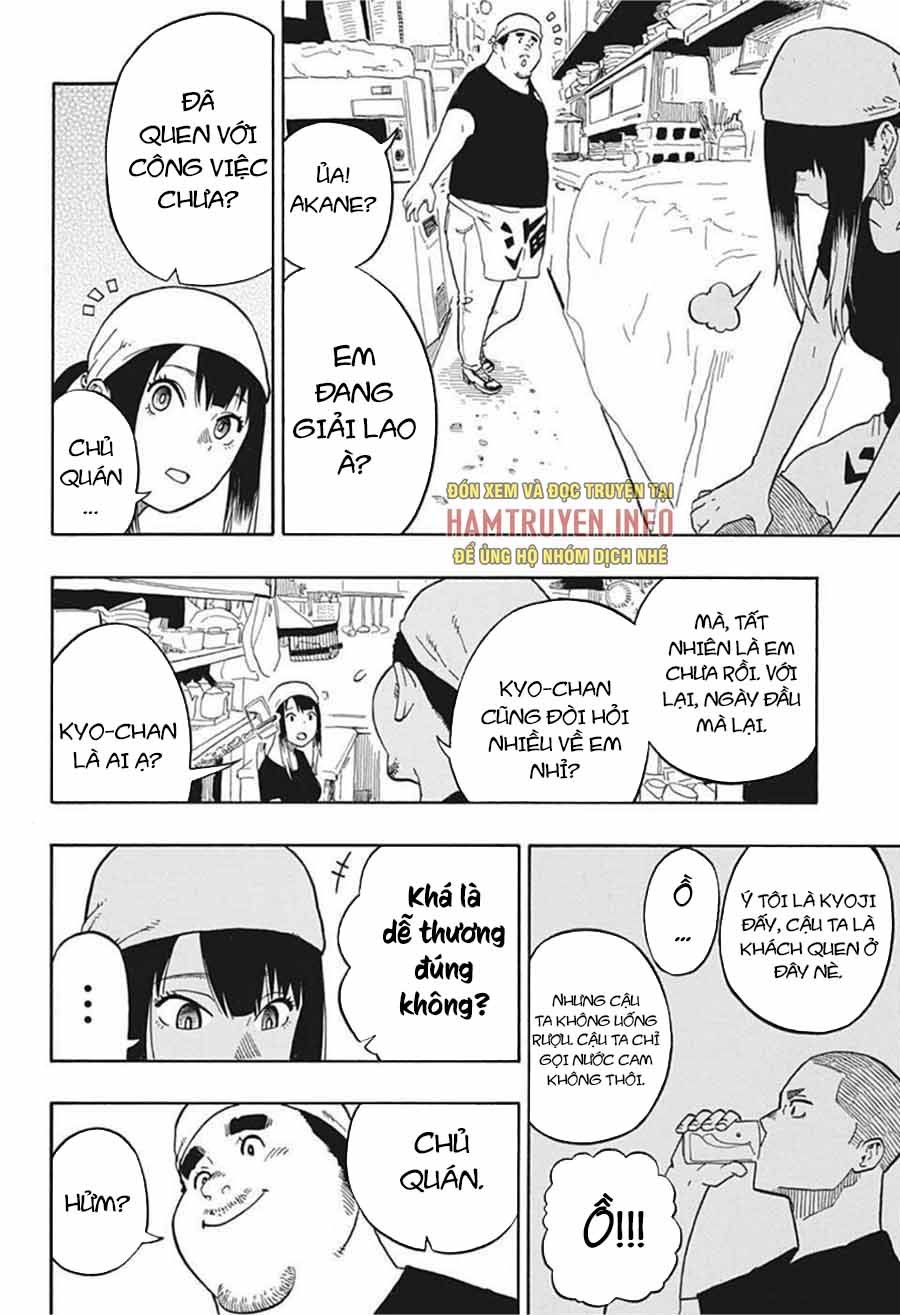 ỦA!
AKANE?
EM
ĐANG
GIẢI LAO
À?
ĐÃ
QUEN VỚI
CÔNG VIỆC
CHƯA?
CHỦ
QUÁN
...
ĐÓN XEM VÀ ĐỌC TRUYỆN TẠI
HAMTRUYEN.INFO
ĐỂ ỦNG HỘ NHÓM DỊCH NHÉ
MÀ, TẤT
NHIÊN LÀ EM
CHƯA RỒI. VỚI
LẠI, NGÀY ĐẦU
MÀ LẠI.
KYO-CHAN
CŨNG ĐÒI HỎI
NHIỀU VỀ EM
NHỈ?
KYO-CHAN
LÀ AI Ạ?
Ý TÔI LÀ KYOJI
ĐẤY, CẬU TA LÀ
KHÁCH QUEN Ở
ĐÂY NÈ.
Ồ
...
NHƯNG CẬU
TA KHÔNG UỐNG
RƯỢU. CẬU TA CHỈ
GỌI NƯỚC CAM
KHÔNG THÔI.
Ồ!!!
Khá là
dễ thương
đúng
không?
...
CHỦ
QUÁN.
HỬM?